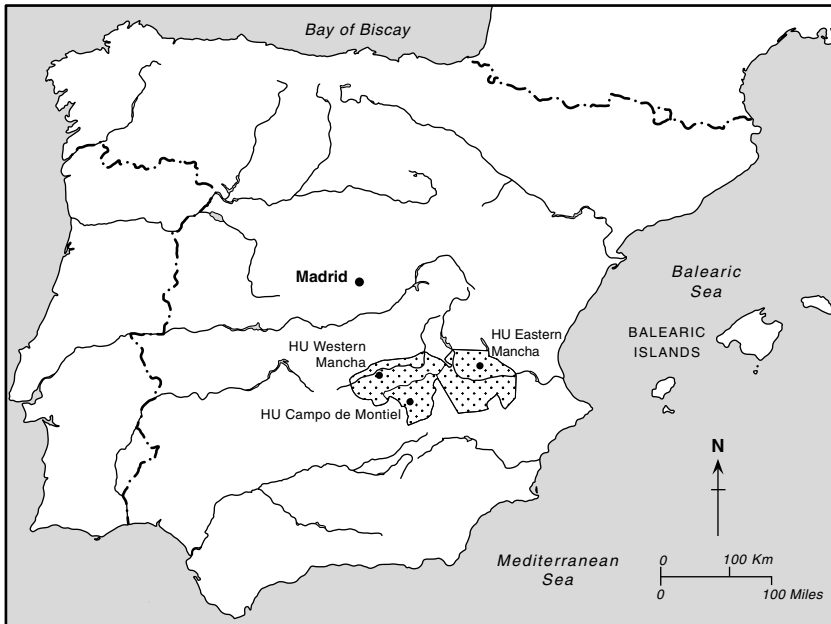 Bay of Biscay
Madrid
Balearic
Sea
HU Eastern
Mancha
BALEARIC
ISLANDS
HU Western
Mancha
HU Campo de Montiel
N
Mediterranean
Sea
0 100 Km
0 100 Miles